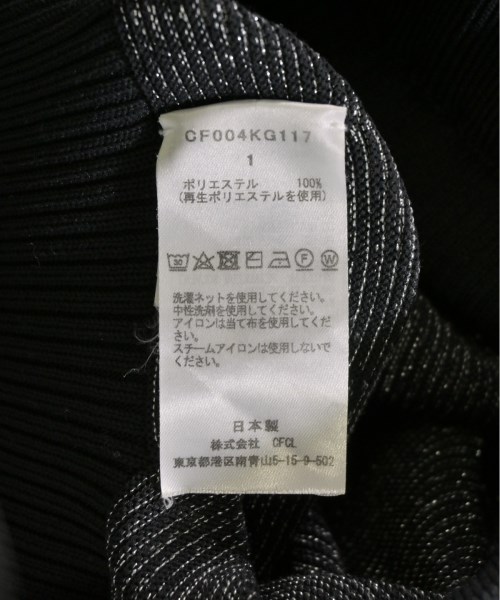 CF004KG117
1
ポリエステル 100%
(再生ポリエステルを使用)
30 F W
洗濯ネットを使用してください。
中性洗剤を使用してください。
アイロンは当て布を使用してくだ
さい。
スチームアイロンは使用しないで
ください。
日本製
株式会社 CFCL
東京都港区南青山5-15-9-502